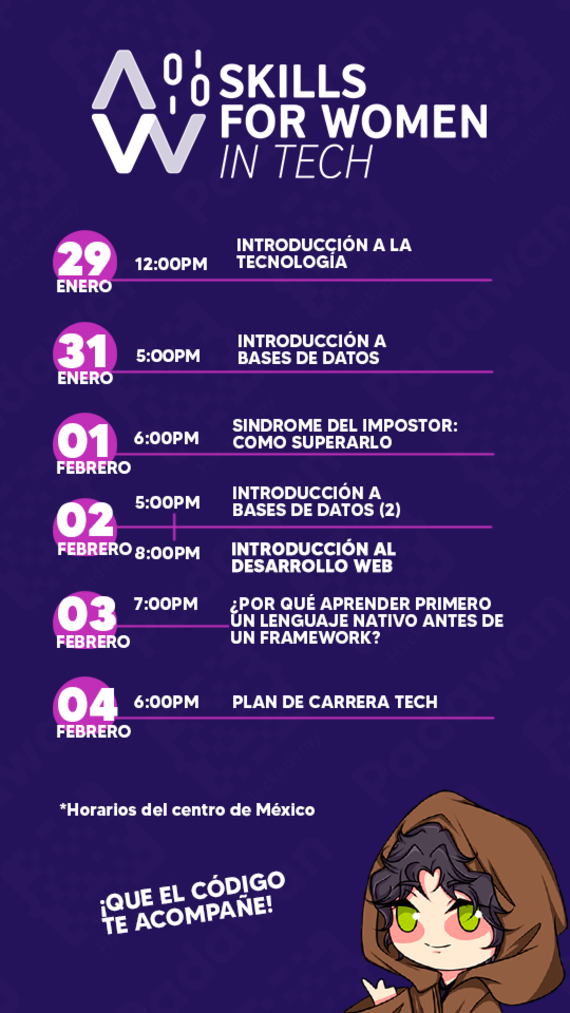 SKILLS
FOR WOMEN
IN TECH
29
ENERO
12:00PM
INTRODUCCIÓN A LA
TECNOLOGÍA
31
ENERO
5:00PM
INTRODUCCIÓN A
BASES DE DATOS
01
FEBRERO
6:00PM
SINDROME DEL IMPOSTOR:
COMO SUPERARLO
02
FEBRERO
5:00PM
INTRODUCCIÓN A
BASES DE DATOS (2)
8:00PM
INTRODUCCIÓN AL
DESARROLLO WEB
03
FEBRERO
7:00PM
¿POR QUÉ APRENDER PRIMERO
UN LENGUAJE NATIVO ANTES DE
UN FRAMEWORK?
04
FEBRERO
6:00PM
PLAN DE CARRERA TECH
*Horarios del centro de México
¡QUE EL CÓDIGO
TE ACOMPAÑE!